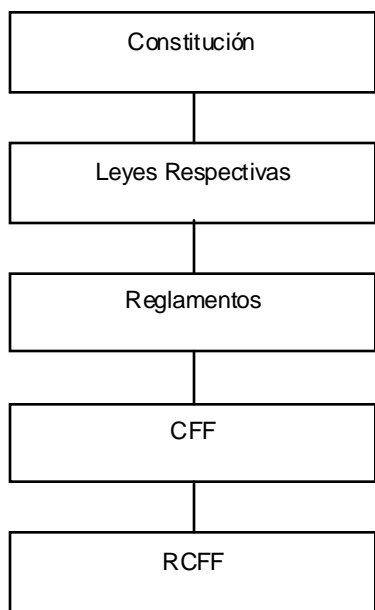 Constitución
Leyes Respectivas
Reglamentos
CFF
RCFF